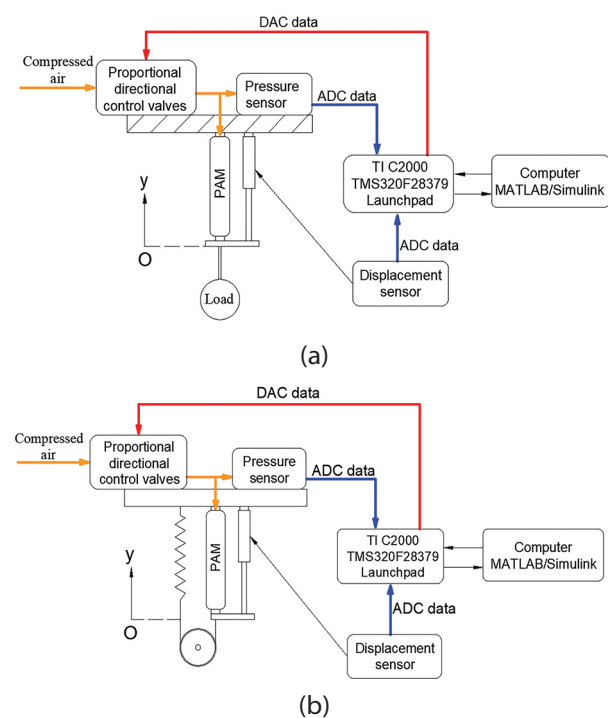 DAC data
Compressed
air
Proportional
directional
control valves
Pressure
sensor
ADC data
TI C2000
TMS320F28379
Launchpad
Computer
MATLAB/Simulink
PAM
y
O
ADC data
Displacement
sensor
Load
(a)
DAC data
Compressed
air
Proportional
directional
control valves
Pressure
sensor
ADC data
TI C2000
TMS320F28379
Launchpad
Computer
MATLAB/Simulink
PAM
y
O
ADC data
Displacement
sensor
(b)